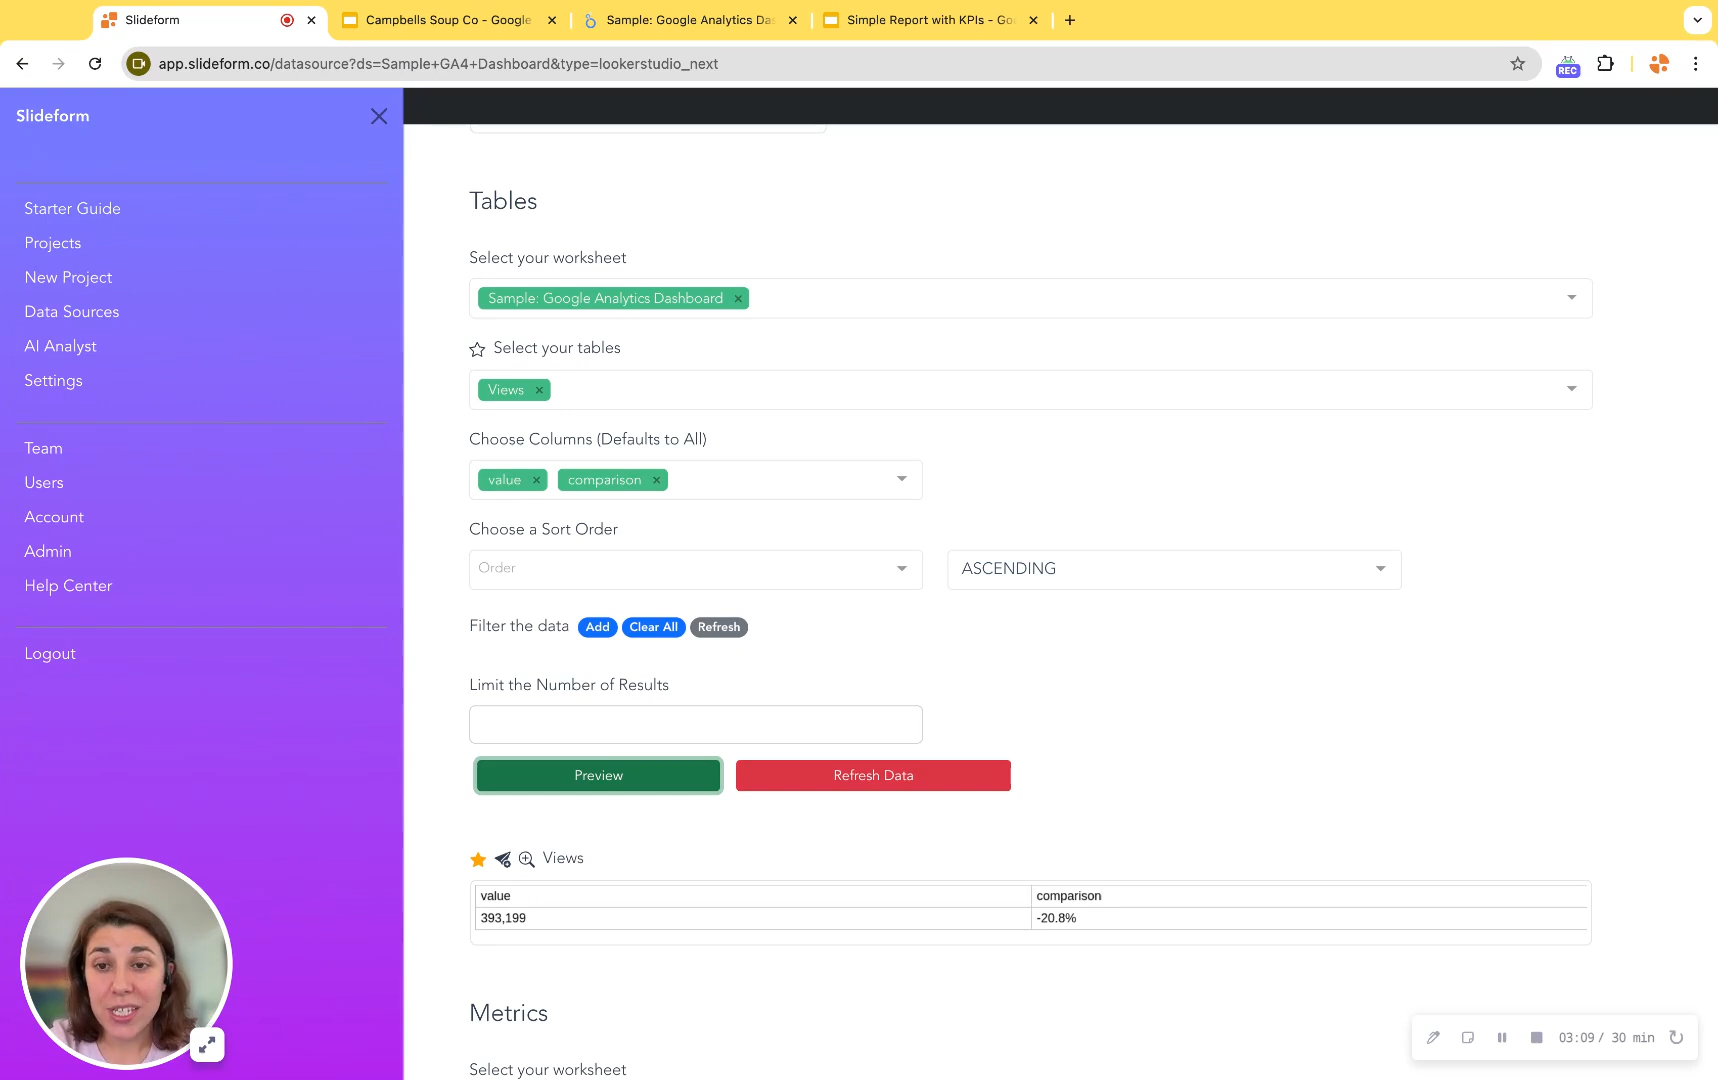 Slideform
Campbells Soup Co - Google
Sample: Google Analytics Da
Simple Report with KPIs - Go
app.slideform.co/datasource?ds=Sample+GA4+Dashboard&type=lookerstudio_next
REC
Slideform
Starter Guide
Projects
New Project
Data Sources
AI Analyst
Settings
Team
Users
Account
Admin
Help Center
Logout
Tables
Select your worksheet
Sample: Google Analytics Dashboard ×
Select your tables
Views ×
Choose Columns (Defaults to All)
value × comparison ×
Choose a Sort Order
Order ASCENDING
Filter the data Add Clear All Refresh
Limit the Number of Results
Preview Refresh Data
Views
value comparison
393,199 -20.8%
Metrics
Select your worksheet
03:09 / 30 min